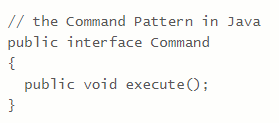 // the Command Pattern in Java
public interface Command
{
  public void execute();
}